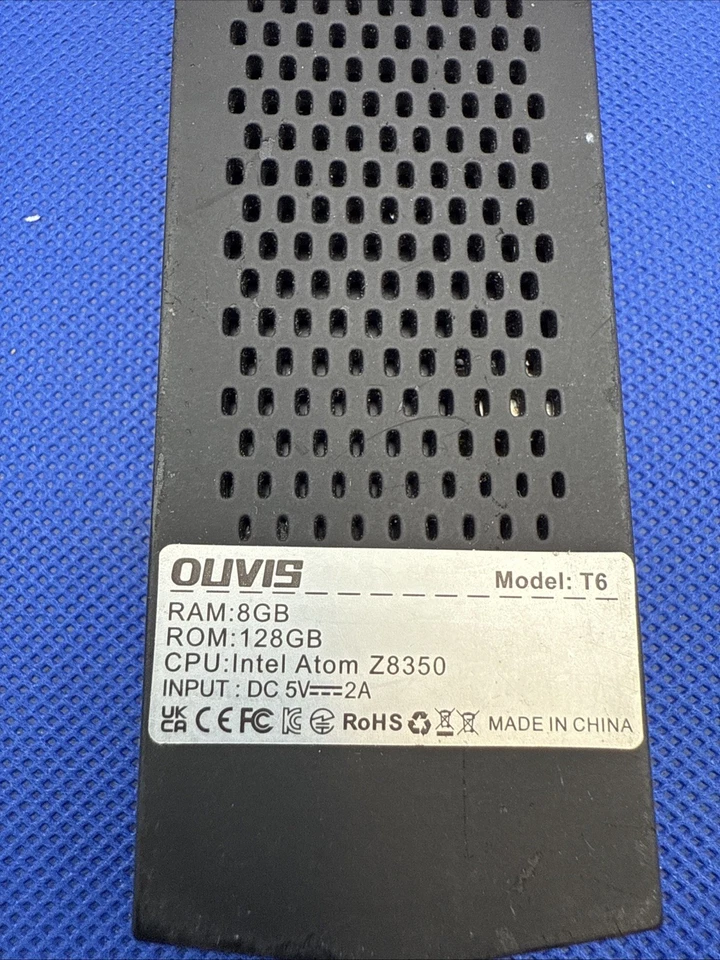 OUVIS Model: T6
RAM:8GB
ROM:128GB
CPU:Intel Atom Z8350
INPUT : DC 5V⎓2A
UK CA CE FC RoHS MADE IN CHINA